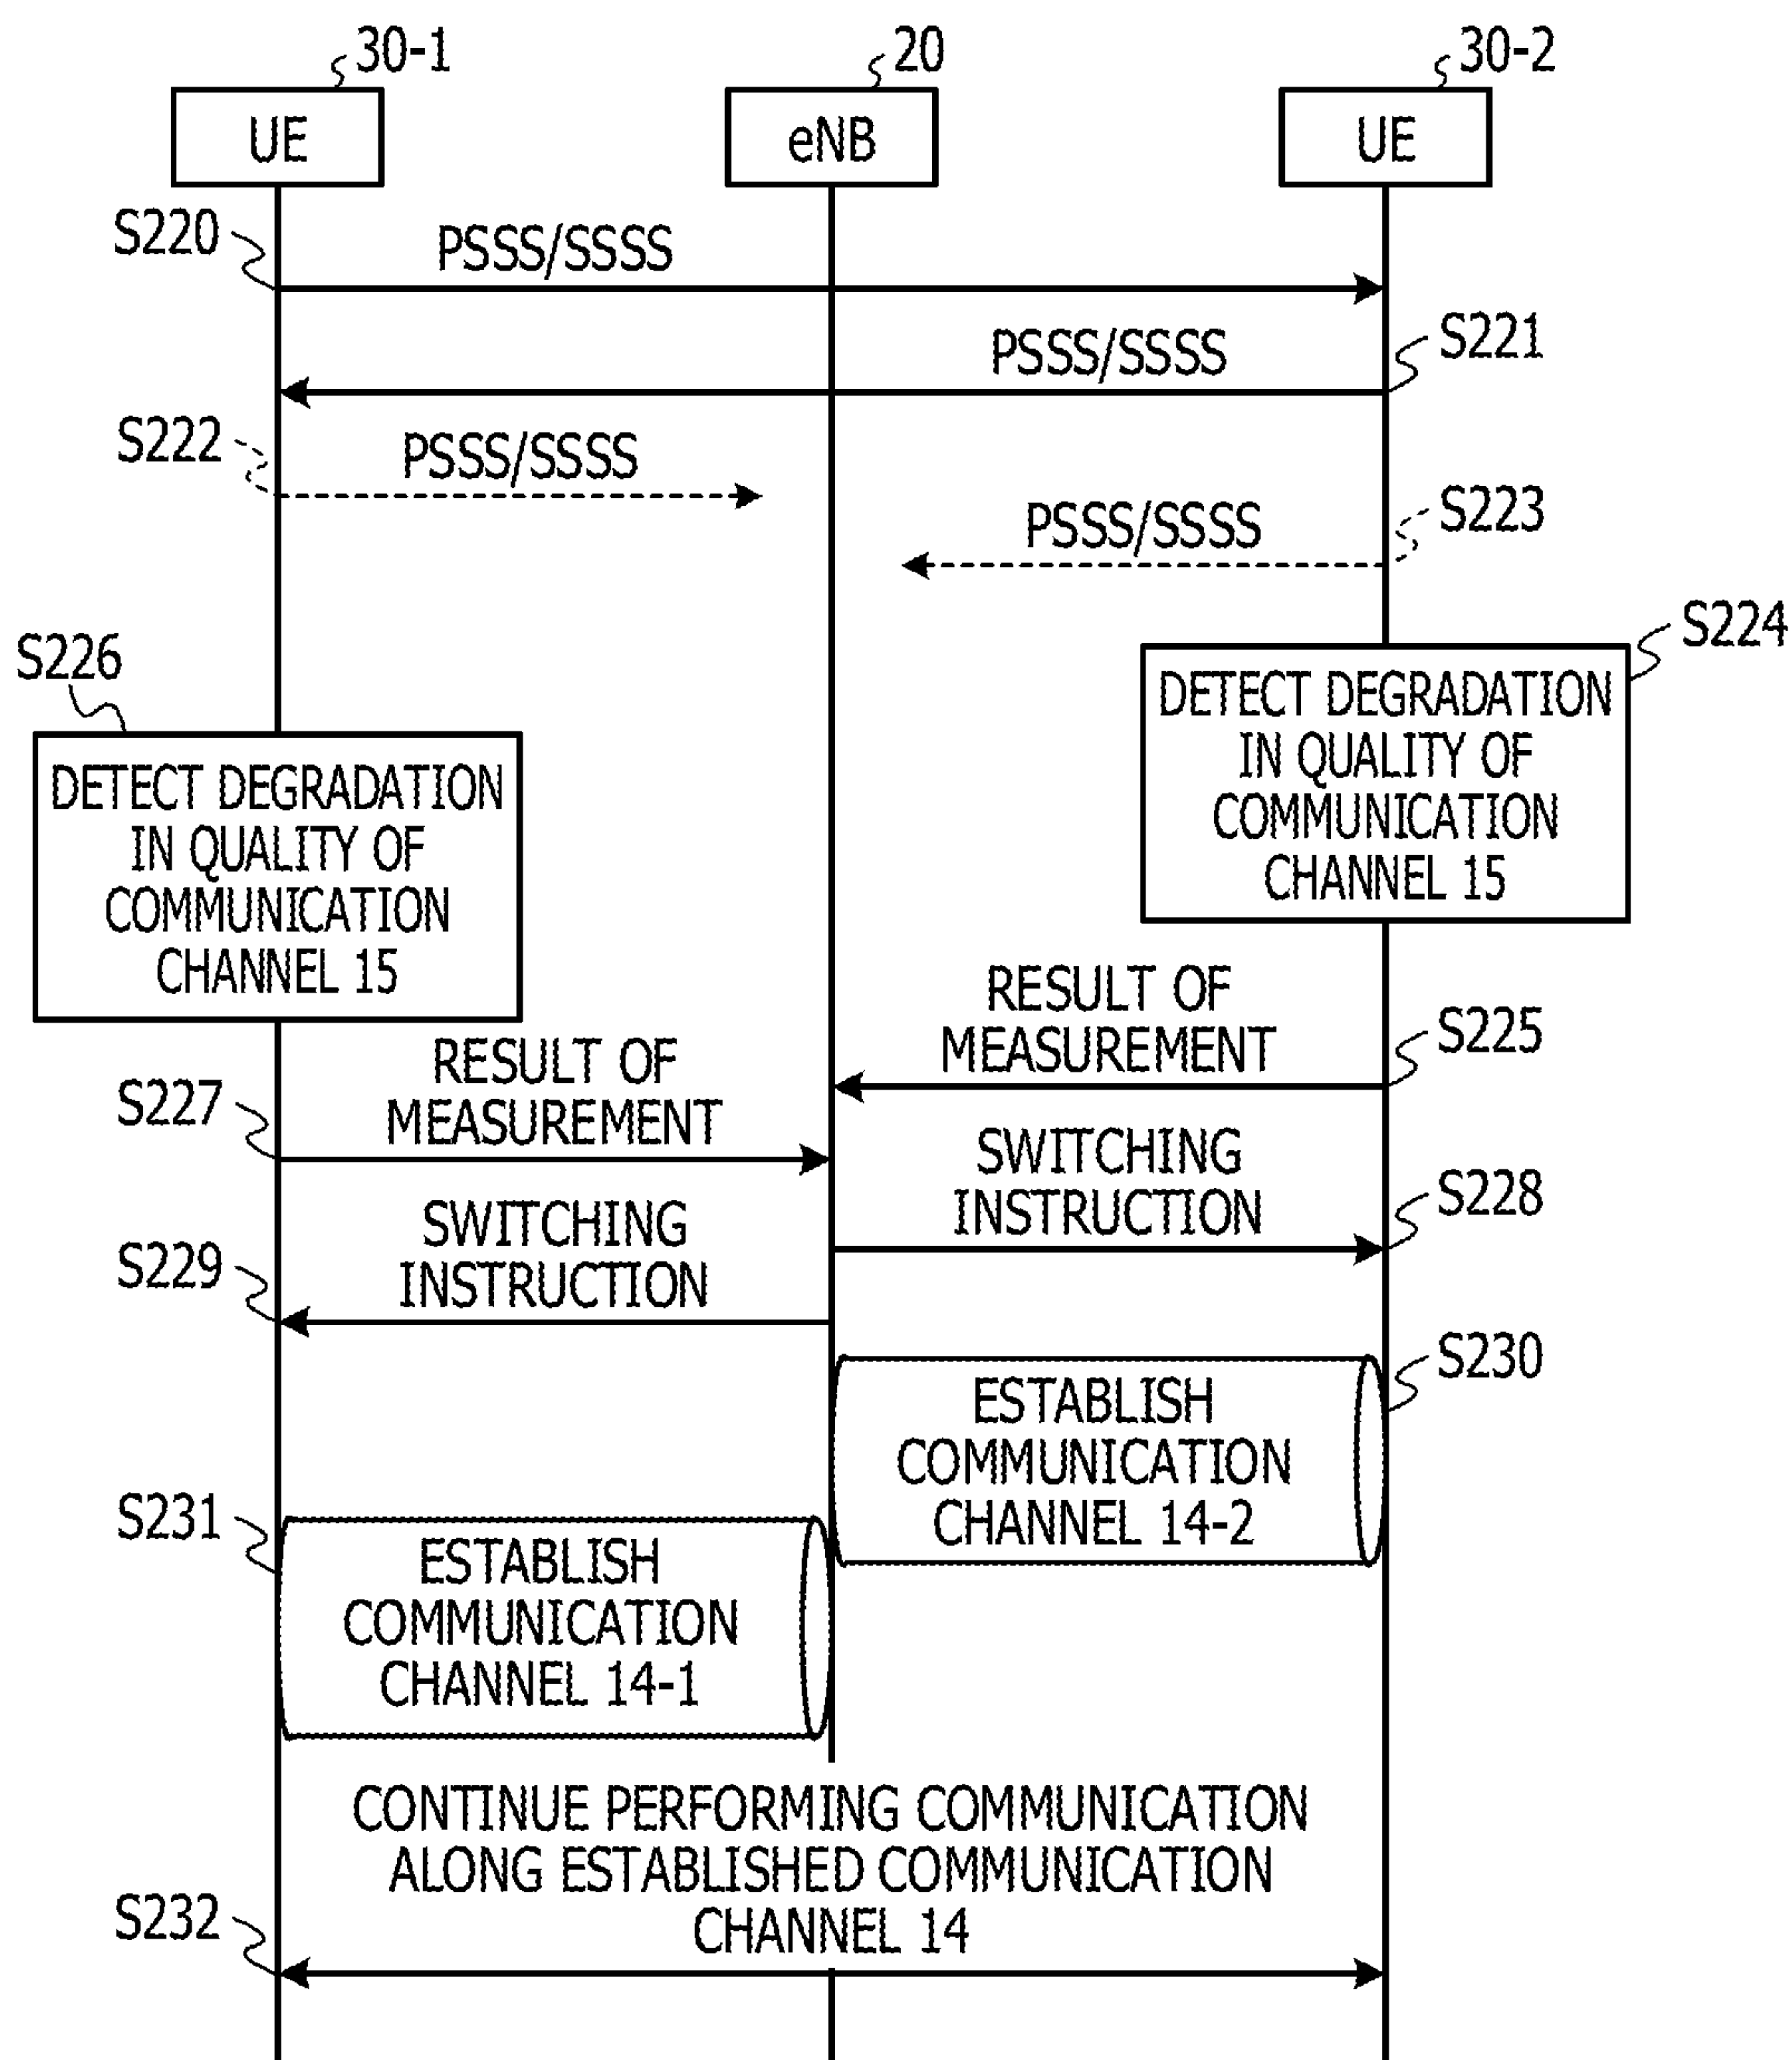 30-1
20
30-2
UE
eNB
UE
S220
PSSS/SSSS
PSSS/SSSS
S221
S222
PSSS/SSSS
PSSS/SSSS
S223
S224
DETECT DEGRADATION
IN QUALITY OF
COMMUNICATION
CHANNEL 15
S226
DETECT DEGRADATION
IN QUALITY OF
COMMUNICATION
CHANNEL 15
RESULT OF
MEASUREMENT
S225
S227
RESULT OF
MEASUREMENT
SWITCHING
INSTRUCTION
S228
S229
SWITCHING
INSTRUCTION
S230
ESTABLISH
COMMUNICATION
CHANNEL 14-2
S231
ESTABLISH
COMMUNICATION
CHANNEL 14-1
CONTINUE PERFORMING COMMUNICATION
ALONG ESTABLISHED COMMUNICATION
CHANNEL 14
S232